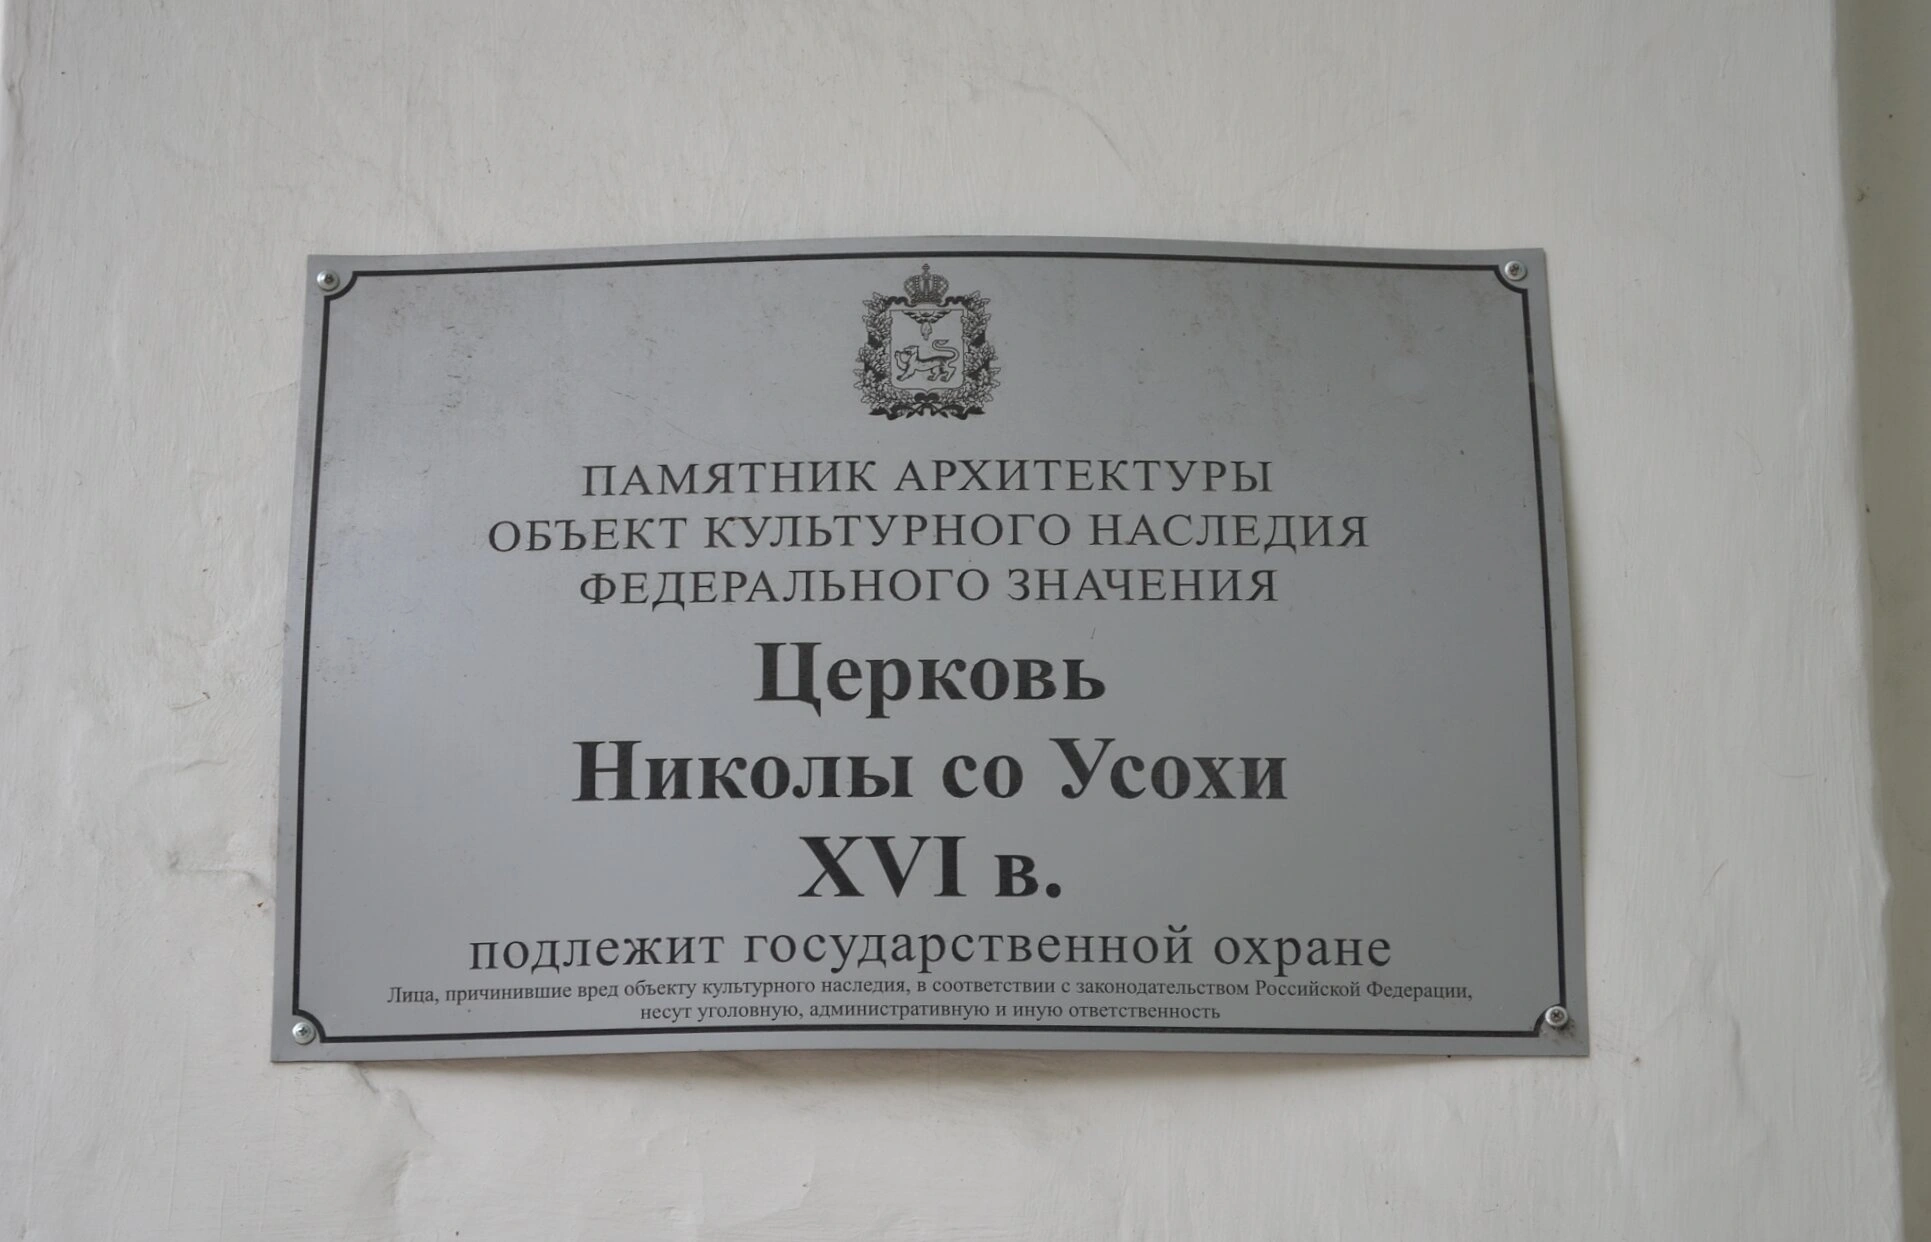 ПАМЯТНИК АРХИТЕКТУРЫ
ОБЪЕКТ КУЛЬТУРНОГО НАСЛЕДИЯ
ФЕДЕРАЛЬНОГО ЗНАЧЕНИЯ
Церковь
Николы со Усохи
XVI в.
подлежит государственной охране
Лица, причинившие вред объекту культурного наследия, в соответствии с законодательством Российской Федерации,
несут уголовную, административную и иную ответственность